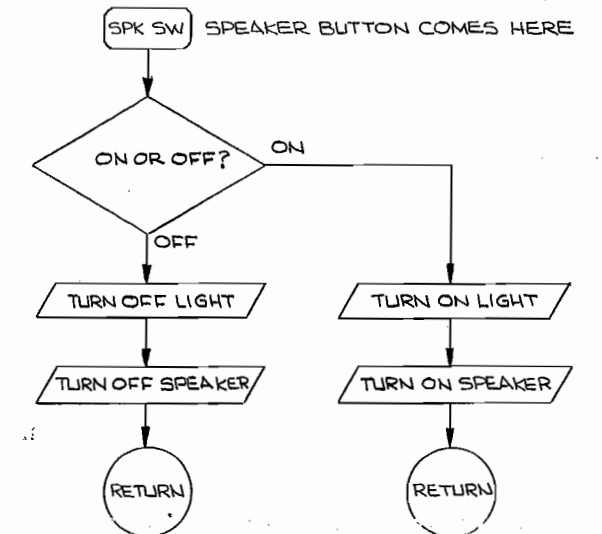 SPK SW SPEAKER BUTTON COMES HERE
ON OR OFF?
ON
OFF
TURN OFF LIGHT
TURN ON LIGHT
TURN OFF SPEAKER
TURN ON SPEAKER
RETURN
RETURN